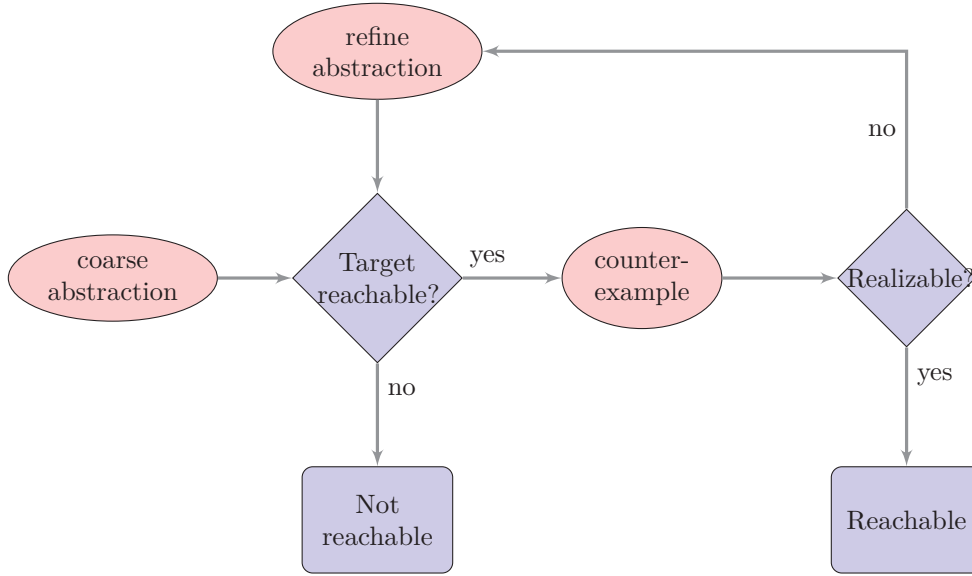 refine
abstraction
no
coarse
abstraction
Target
reachable?
yes
counter-
example
Realizable?
no
yes
Not
reachable
Reachable